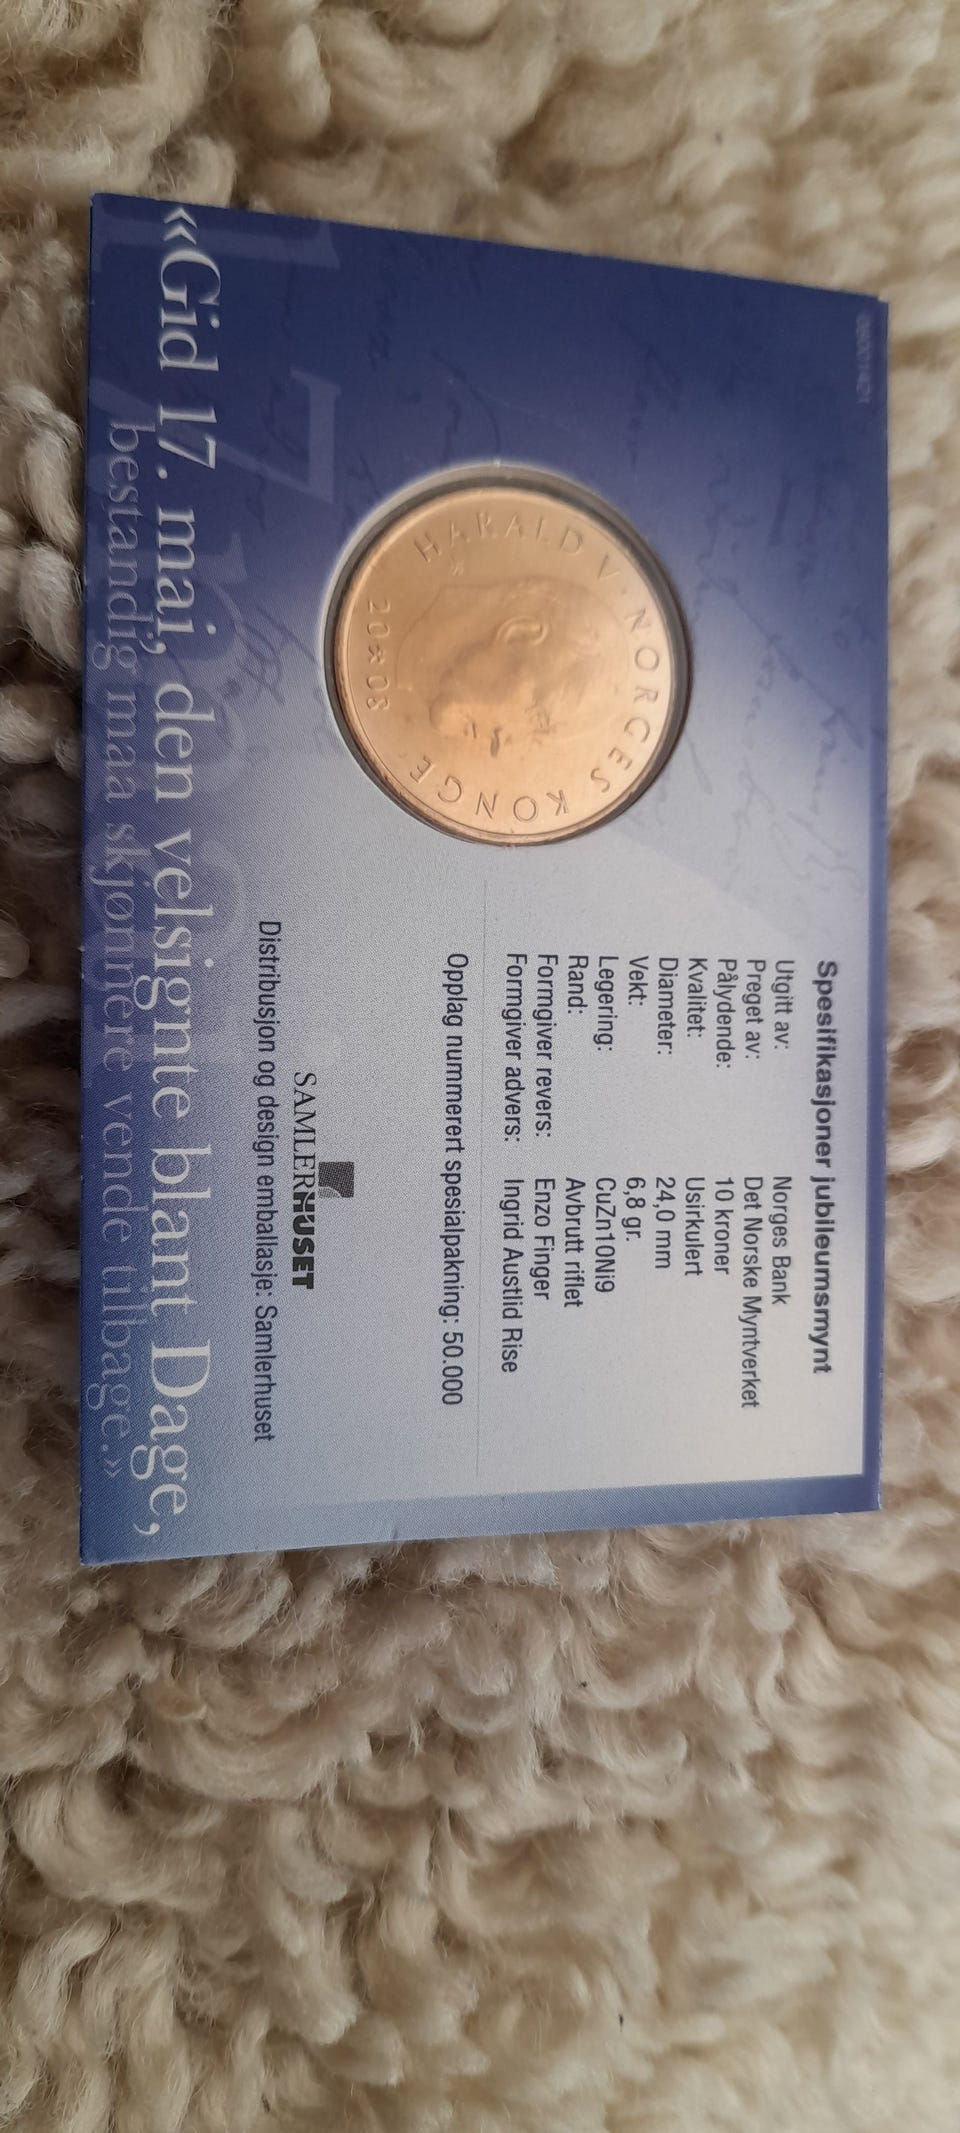 HARALD V · NORGES KONGE
2008
Spesifikasjoner jubileumsmynt
Utgitt av: Norges Bank
Preget av: Det Norske Myntverket
Pålydende: 10 kroner
Kvalitet: Usirkulert
Diameter: 24,0 mm
Vekt: 6,8 gr.
Legering: CuZn10Ni9
Rand: Avbrutt riflet
Formgiver revers: Enzo Finger
Formgiver advers: Ingrid Austlid Rise
Opplag nummerert spesialpakning: 50.000
SAMLERHUSET
Distribusjon og design emballasje: Samlerhuset
«Gid 17. mai, den velsignte blant Dage,
bestandig maa skjønnere vende tilbage.»